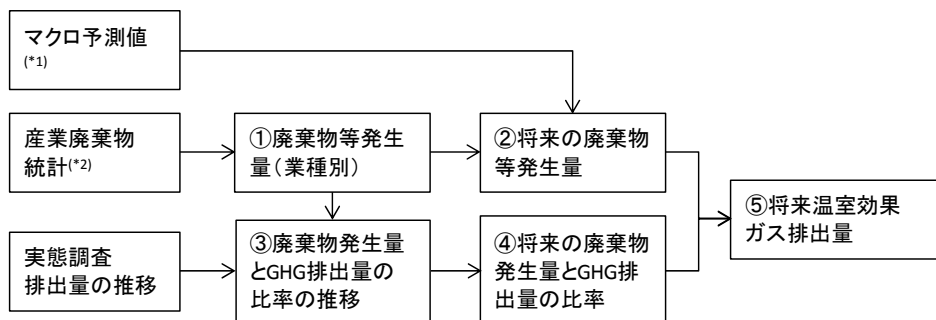 マクロ予測値
(*1)
産業廃棄物
統計(*2)
①廃棄物等発生
量（業種別）
②将来の廃棄物
等発生量
実態調査
排出量の推移
③廃棄物発生量
とGHG排出量の
比率の推移
④将来の廃棄物
発生量とGHG排
出量の比率
⑤将来温室効果
ガス排出量